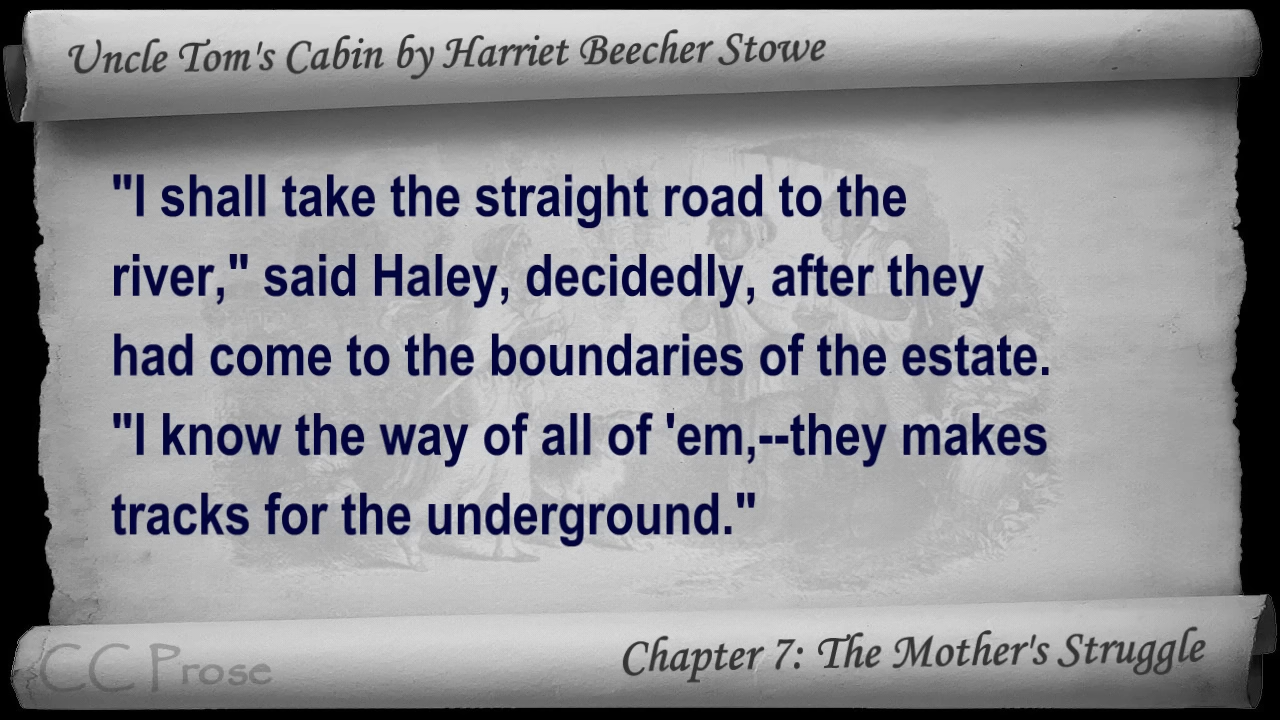 Uncle Tom's Cabin by Harriet Beecher Stowe
"I shall take the straight road to the
river," said Haley, decidedly, after they
had come to the boundaries of the estate.
"I know the way of all of 'em,--they makes
tracks for the underground."
CC Prose
Chapter 7: The Mother's Struggle